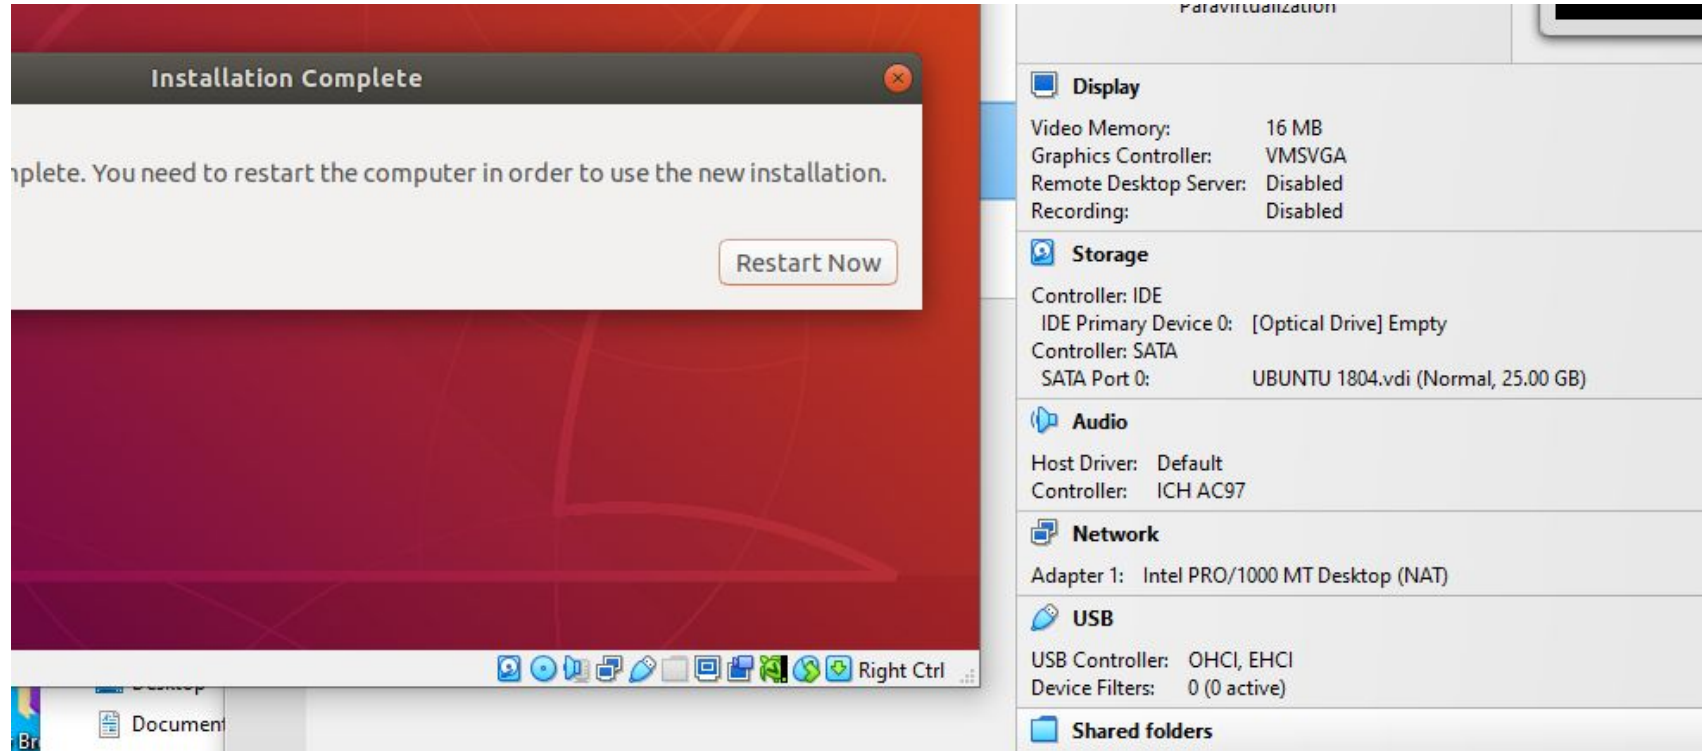 Installation Complete
mplete. You need to restart the computer in order to use the new installation.
Restart Now
Right Ctrl
Desktop
Document
Br
Paravirtualization
Display
Video Memory: 16 MB
Graphics Controller: VMSVGA
Remote Desktop Server: Disabled
Recording: Disabled
Storage
Controller: IDE
IDE Primary Device 0: [Optical Drive] Empty
Controller: SATA
SATA Port 0: UBUNTU 1804.vdi (Normal, 25.00 GB)
Audio
Host Driver: Default
Controller: ICH AC97
Network
Adapter 1: Intel PRO/1000 MT Desktop (NAT)
USB
USB Controller: OHCI, EHCI
Device Filters: 0 (0 active)
Shared folders